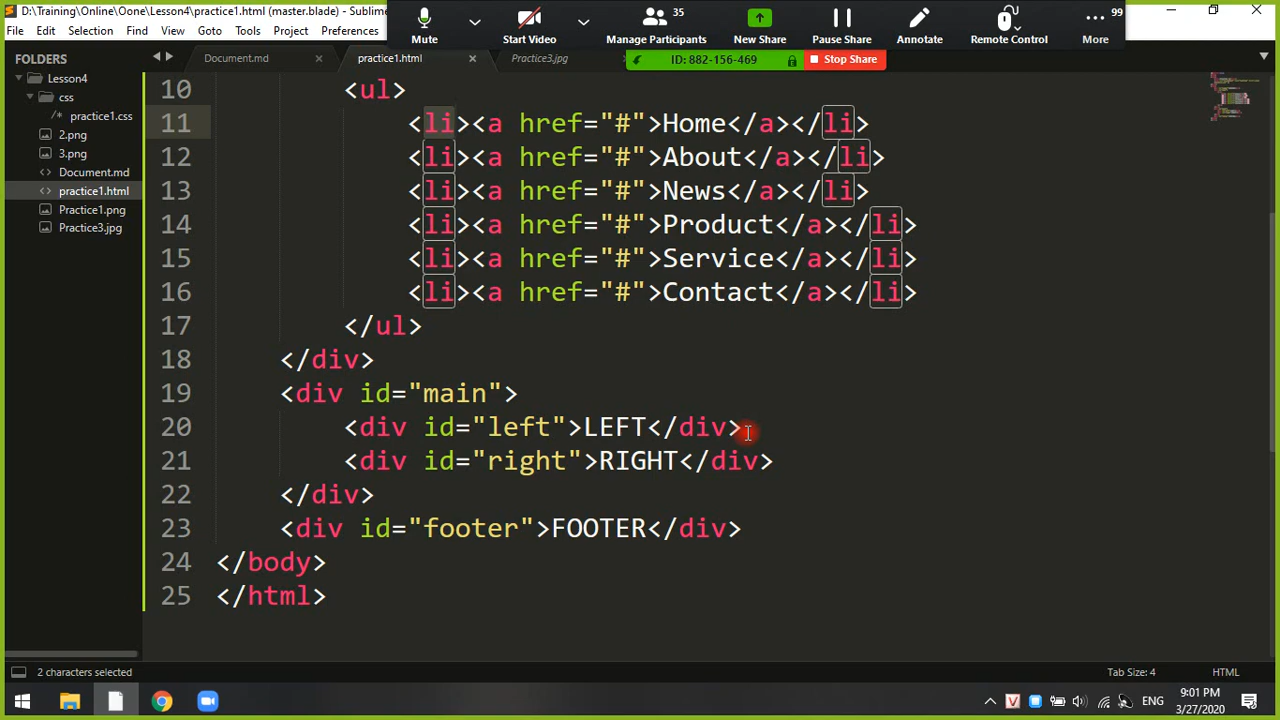 D:\Training\Online\Oone\Lesson4\practice1.html (master.blade) - Sublime
File Edit Selection Find View Goto Tools Project Preferences
Mute
Start Video
35
Manage Participants
New Share
Pause Share
Annotate
Remote Control
99
More
ID: 882-156-469
Stop Share
FOLDERS
Lesson4
css
/* practice1.css
2.png
3.png
Document.md
practice1.html
Practice1.png
Practice3.jpg
Document.md
practice1.html
Practice3.jpg
10 <ul>
11 <li><a href="#">Home</a></li>
12 <li><a href="#">About</a></li>
13 <li><a href="#">News</a></li>
14 <li><a href="#">Product</a></li>
15 <li><a href="#">Service</a></li>
16 <li><a href="#">Contact</a></li>
17 </ul>
18 </div>
19 <div id="main">
20 <div id="left">LEFT</div>
21 <div id="right">RIGHT</div>
22 </div>
23 <div id="footer">FOOTER</div>
24 </body>
25 </html>
2 characters selected
Tab Size: 4
HTML
ENG
9:01 PM
3/27/2020